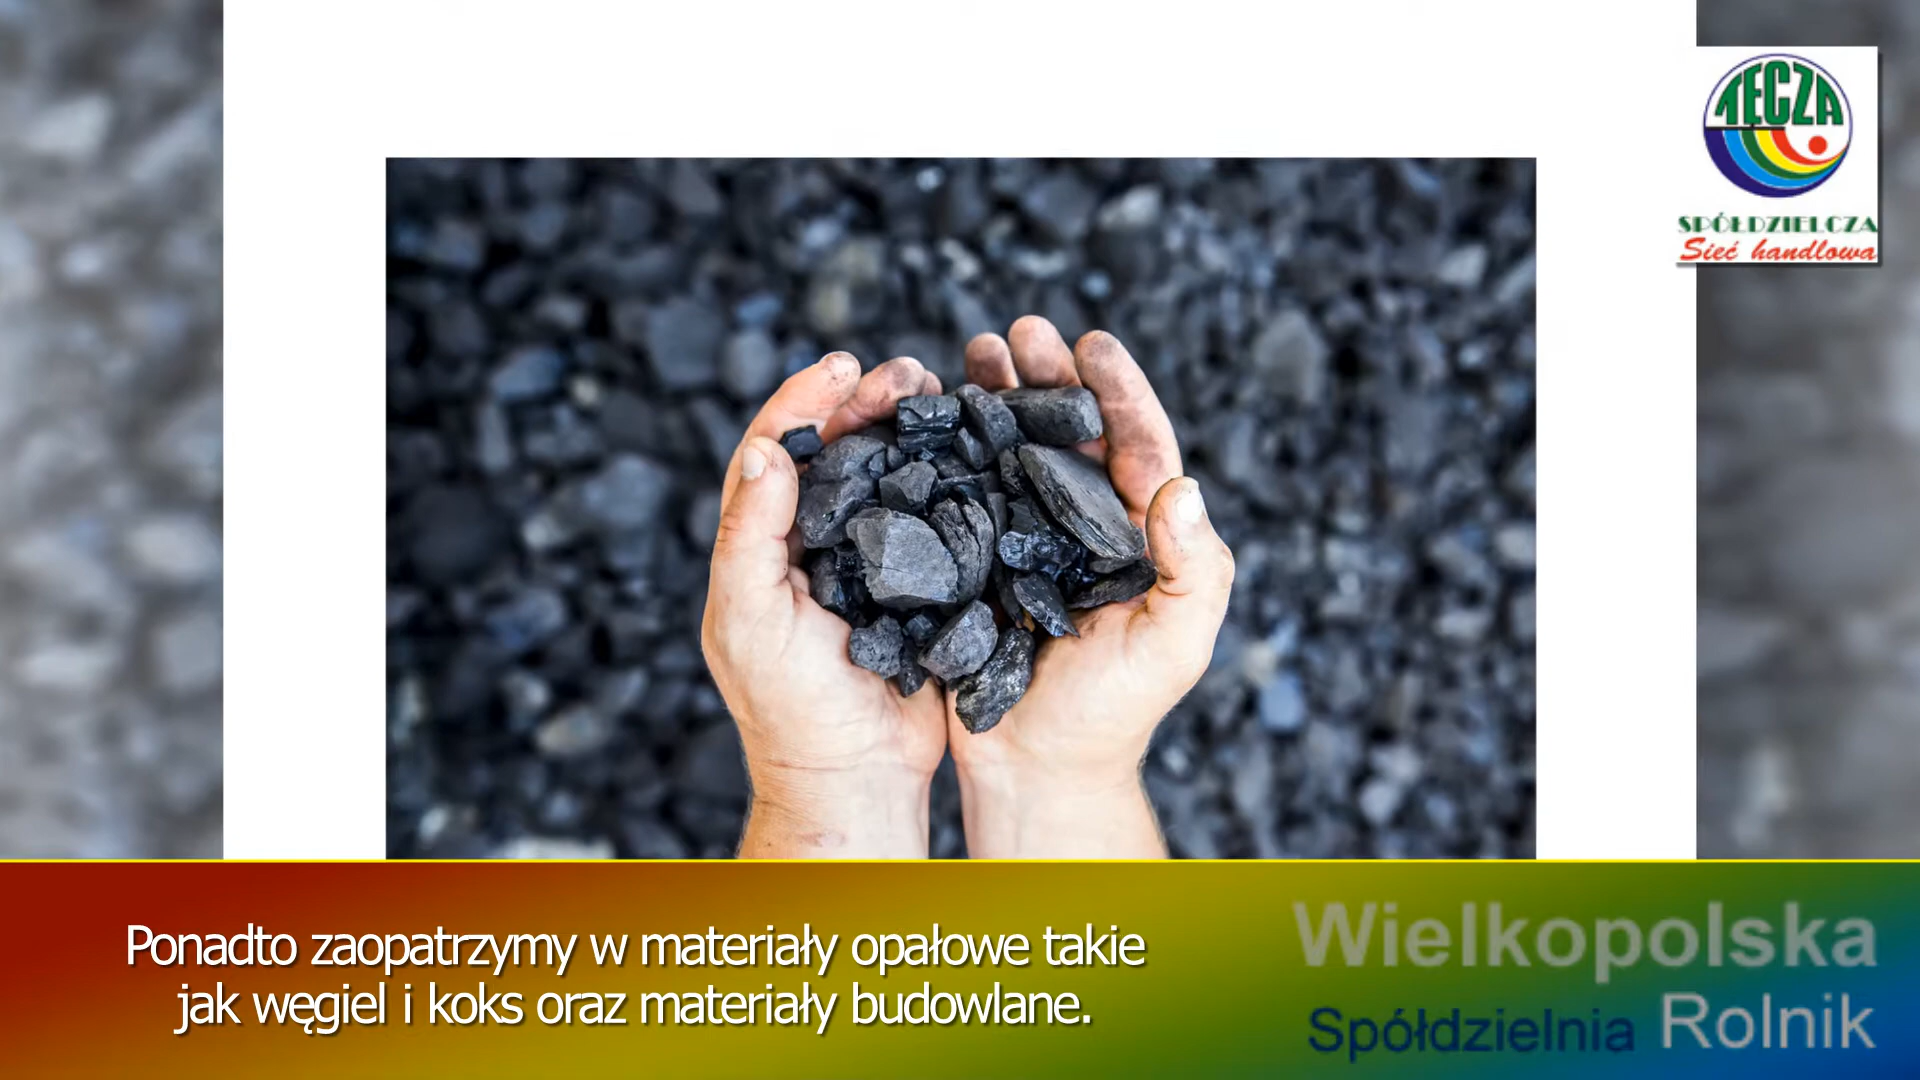 TĘCZA
SPÓŁDZIELCZA
Sieć handlowa
Ponadto zaopatrzymy w materiały opałowe takie
jak węgiel i koks oraz materiały budowlane.
Wielkopolska
Spółdzielnia Rolnik